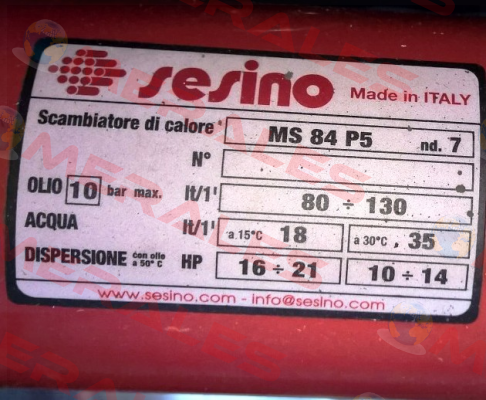 sesino Made in ITALY
Scambiatore di calore MS 84 P5 nd. 7
N°
OLIO 10 bar max. lt/1' 80 ÷ 130
ACQUA lt/1' a 15°C 18 a 30°C 35
DISPERSIONE con olio a 50° C HP 16 ÷ 21 10 ÷ 14
www.sesino.com - info@sesino.com